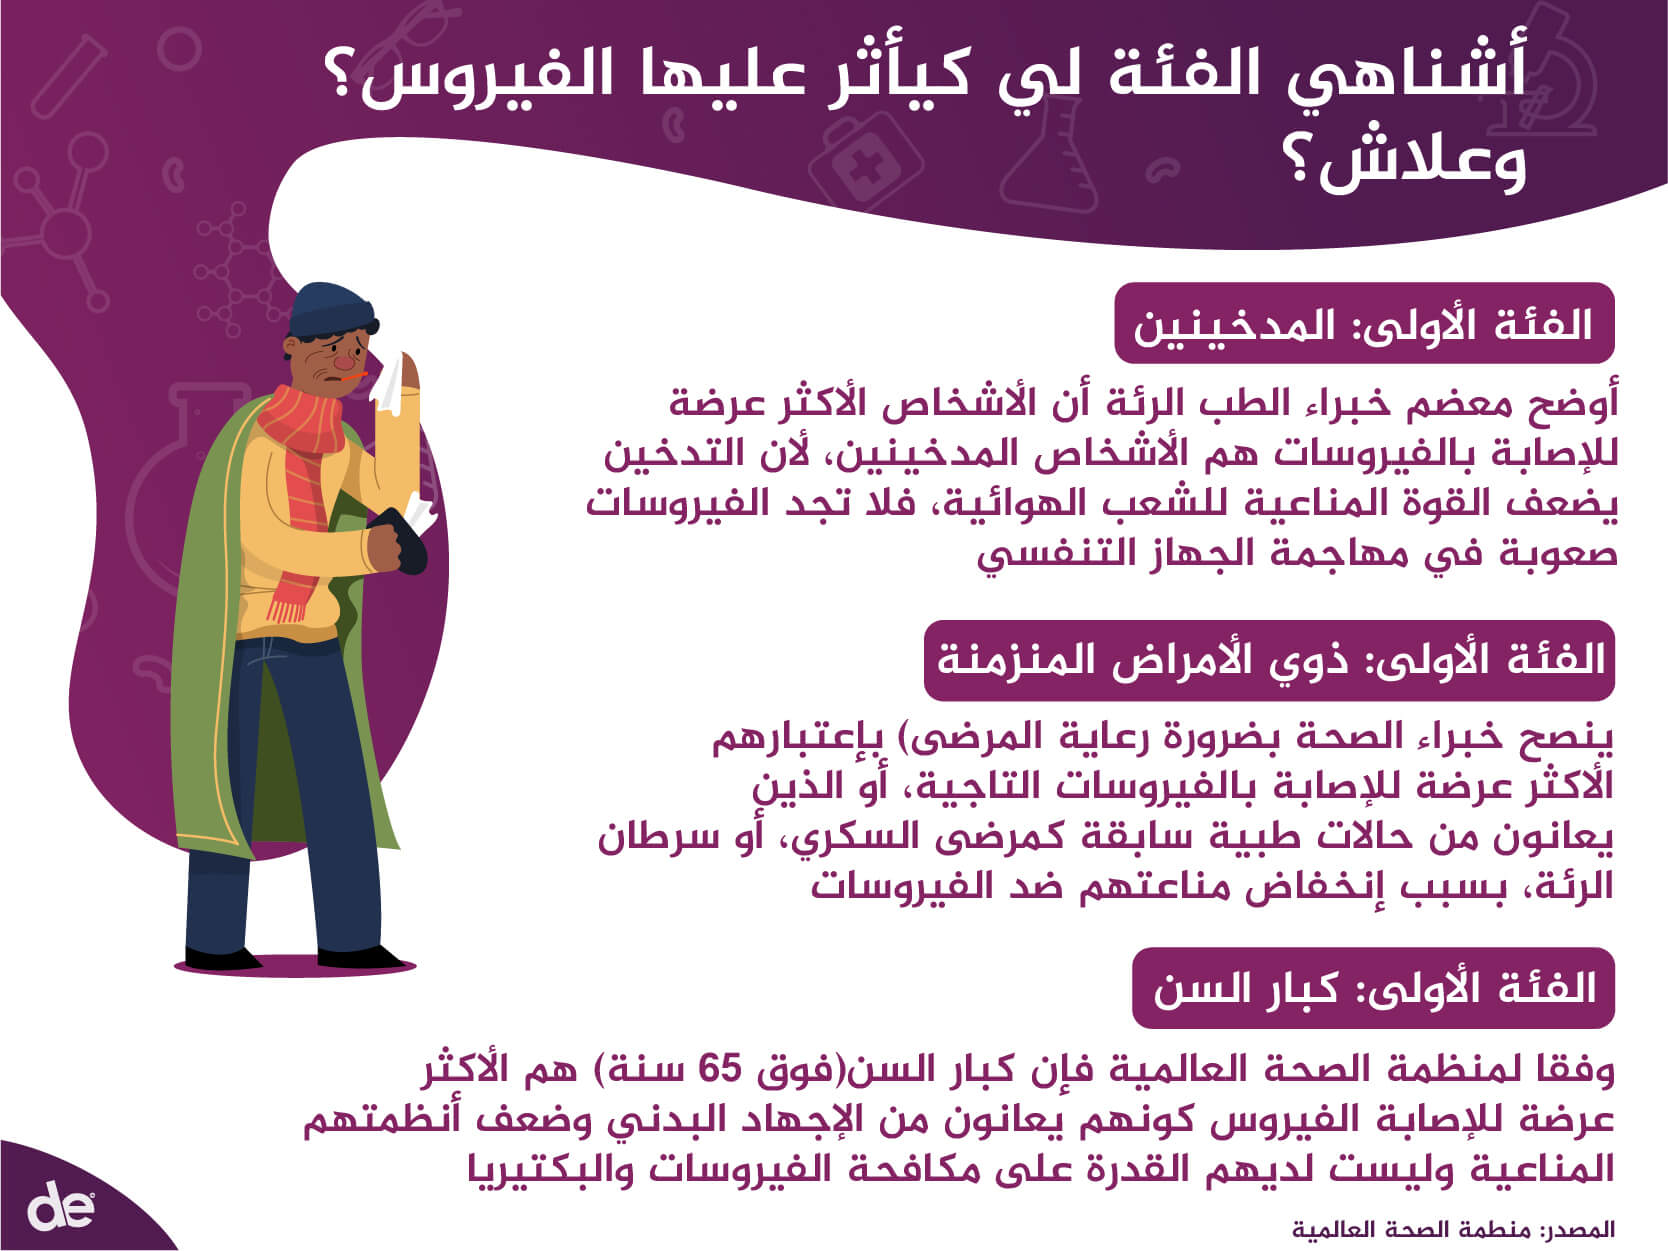 أشناهي الفئة لي كيأثر عليها الفيروس؟
وعلاش؟
الفئة الأولى: المدخينين
أوضح معضم خبراء الطب الرئة أن الأشخاص الأكثر عرضة
للإصابة بالفيروسات هم الأشخاص المدخينين، لأن التدخين
يضعف القوة المناعية للشعب الهوائية، فلا تجد الفيروسات
صعوبة في مهاجمة الجهاز التنفسي
الفئة الأولى: ذوي الأمراض المنزمنة
ينصح خبراء الصحة بضرورة رعاية المرضى) بإعتبارهم
الأكثر عرضة للإصابة بالفيروسات التاجية، أو الذين
يعانون من حالات طبية سابقة كمرضى السكري، أو سرطان
الرئة، بسبب إنخفاض مناعتهم ضد الفيروسات
الفئة الأولى: كبار السن
وفقا لمنظمة الصحة العالمية فإن كبار السن(فوق 65 سنة) هم الأكثر
عرضة للإصابة الفيروس كونهم يعانون من الإجهاد البدني وضعف أنظمتهم
المناعية وليست لديهم القدرة على مكافحة الفيروسات والبكتيريا
المصدر: منطمة الصحة العالمية
de